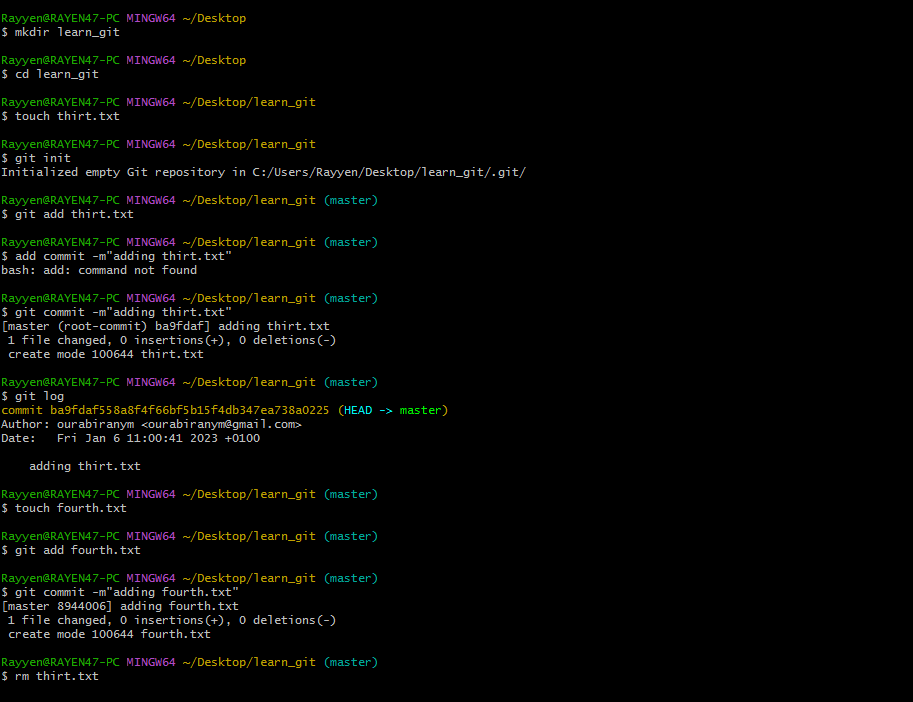 Rayyen@RAYEN47-PC MINGW64 ~/Desktop
$ mkdir learn_git
Rayyen@RAYEN47-PC MINGW64 ~/Desktop
$ cd learn_git
Rayyen@RAYEN47-PC MINGW64 ~/Desktop/learn_git
$ touch thirt.txt
Rayyen@RAYEN47-PC MINGW64 ~/Desktop/learn_git
$ git init
Initialized empty Git repository in C:/Users/Rayyen/Desktop/learn_git/.git/
Rayyen@RAYEN47-PC MINGW64 ~/Desktop/learn_git (master)
$ git add thirt.txt
Rayyen@RAYEN47-PC MINGW64 ~/Desktop/learn_git (master)
$ add commit -m"adding thirt.txt"
bash: add: command not found
Rayyen@RAYEN47-PC MINGW64 ~/Desktop/learn_git (master)
$ git commit -m"adding thirt.txt"
[master (root-commit) ba9fdaf] adding thirt.txt
1 file changed, 0 insertions(+), 0 deletions(-)
create mode 100644 thirt.txt
Rayyen@RAYEN47-PC MINGW64 ~/Desktop/learn_git (master)
$ git log
commit ba9fdaf558a8f4f66bf5b15f4db347ea738a0225 (HEAD -> master)
Author: ourabiranym <ourabiranym@gmail.com>
Date:   Fri Jan 6 11:00:41 2023 +0100
adding thirt.txt
Rayyen@RAYEN47-PC MINGW64 ~/Desktop/learn_git (master)
$ touch fourth.txt
Rayyen@RAYEN47-PC MINGW64 ~/Desktop/learn_git (master)
$ git add fourth.txt
Rayyen@RAYEN47-PC MINGW64 ~/Desktop/learn_git (master)
$ git commit -m"adding fourth.txt"
[master 8944006] adding fourth.txt
1 file changed, 0 insertions(+), 0 deletions(-)
create mode 100644 fourth.txt
Rayyen@RAYEN47-PC MINGW64 ~/Desktop/learn_git (master)
$ rm thirt.txt